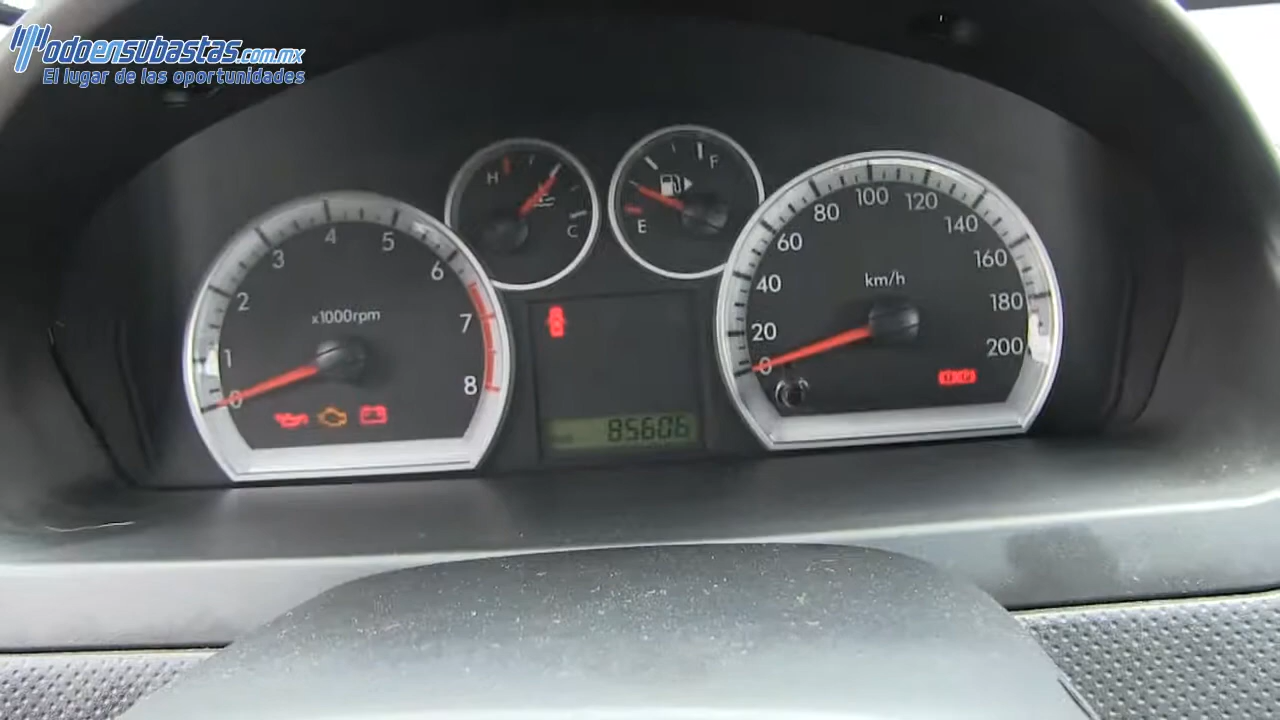 Todoensubastas.com.mx
El lugar de las oportunidades
0 1 2 3 4 5 6 7 8
x1000rpm
H C
F E
85606
0 20 40 60 80 100 120 140 160 180 200
km/h